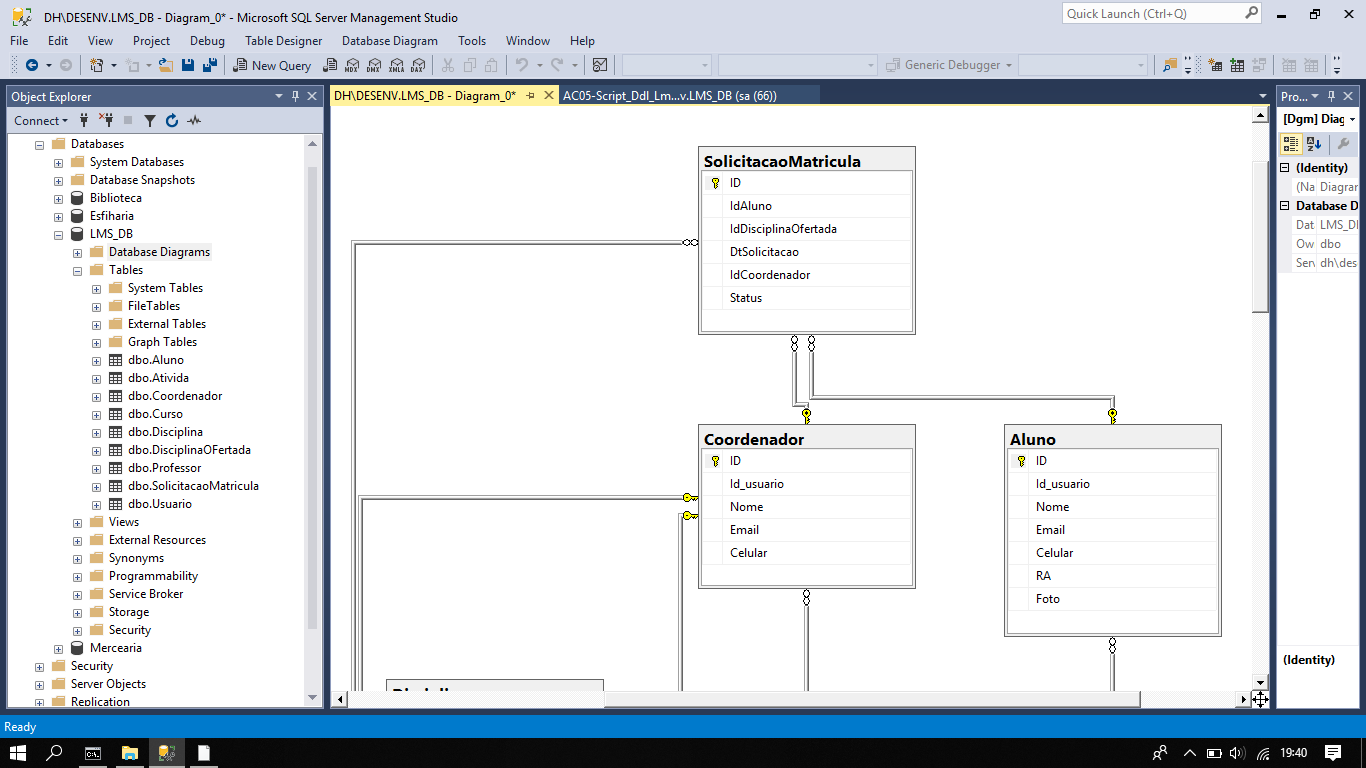 DH\DESENV.LMS_DB - Diagram_0* - Microsoft SQL Server Management Studio
Quick Launch (Ctrl+Q)
File Edit View Project Debug Table Designer Database Diagram Tools Window Help
New Query MDX DMX XMLA DAX Generic Debugger
Object Explorer
Connect
Databases
System Databases
Database Snapshots
Biblioteca
Esfiharia
LMS_DB
Database Diagrams
Tables
System Tables
FileTables
External Tables
Graph Tables
dbo.Aluno
dbo.Ativida
dbo.Coordenador
dbo.Curso
dbo.Disciplina
dbo.DisciplinaOFertada
dbo.Professor
dbo.SolicitacaoMatricula
dbo.Usuario
Views
External Resources
Synonyms
Programmability
Service Broker
Storage
Security
Mercearia
Security
Server Objects
Replication
DH\DESENV.LMS_DB - Diagram_0*
AC05-Script_Ddl_Lm...v.LMS_DB (sa (66))
SolicitacaoMatricula
ID
IdAluno
IdDisciplinaOfertada
DtSolicitacao
IdCoordenador
Status
Coordenador
ID
Id_usuario
Nome
Email
Celular
Aluno
ID
Id_usuario
Nome
Email
Celular
RA
Foto
Pro...
[Dgm] Diag
(Identity)
(Na Diagrar
Database D
Dat LMS_DI
Ow dbo
Ser dh\des
(Identity)
Ready
19:40